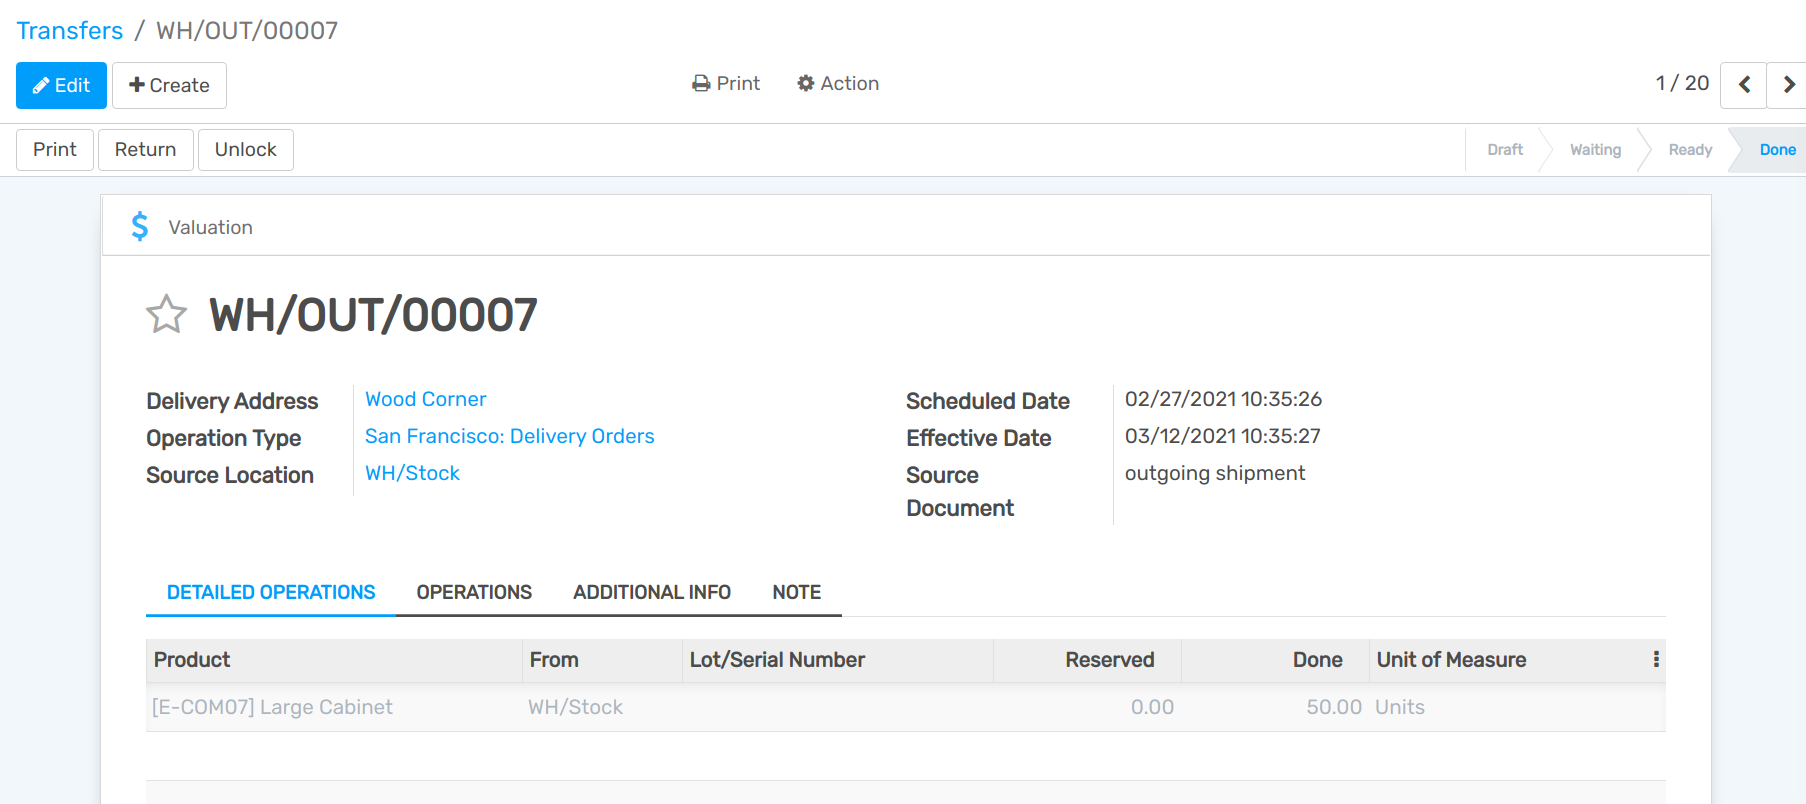 Transfers / WH/OUT/00007
Edit Create Print Action 1 / 20
Print Return Unlock Draft Waiting Ready Done
$ Valuation
WH/OUT/00007
Delivery Address Wood Corner Scheduled Date 02/27/2021 10:35:26
Operation Type San Francisco: Delivery Orders Effective Date 03/12/2021 10:35:27
Source Location WH/Stock Source outgoing shipment
Document
DETAILED OPERATIONS OPERATIONS ADDITIONAL INFO NOTE
Product From Lot/Serial Number Reserved Done Unit of Measure
[E-COM07] Large Cabinet WH/Stock 0.00 50.00 Units